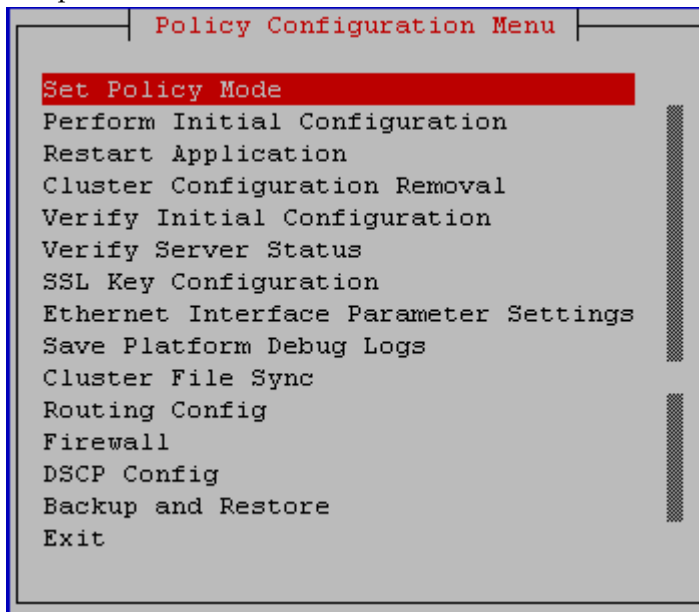 Policy Configuration Menu
Set Policy Mode
Perform Initial Configuration
Restart Application
Cluster Configuration Removal
Verify Initial Configuration
Verify Server Status
SSL Key Configuration
Ethernet Interface Parameter Settings
Save Platform Debug Logs
Cluster File Sync
Routing Config
Firewall
DSCP Config
Backup and Restore
Exit